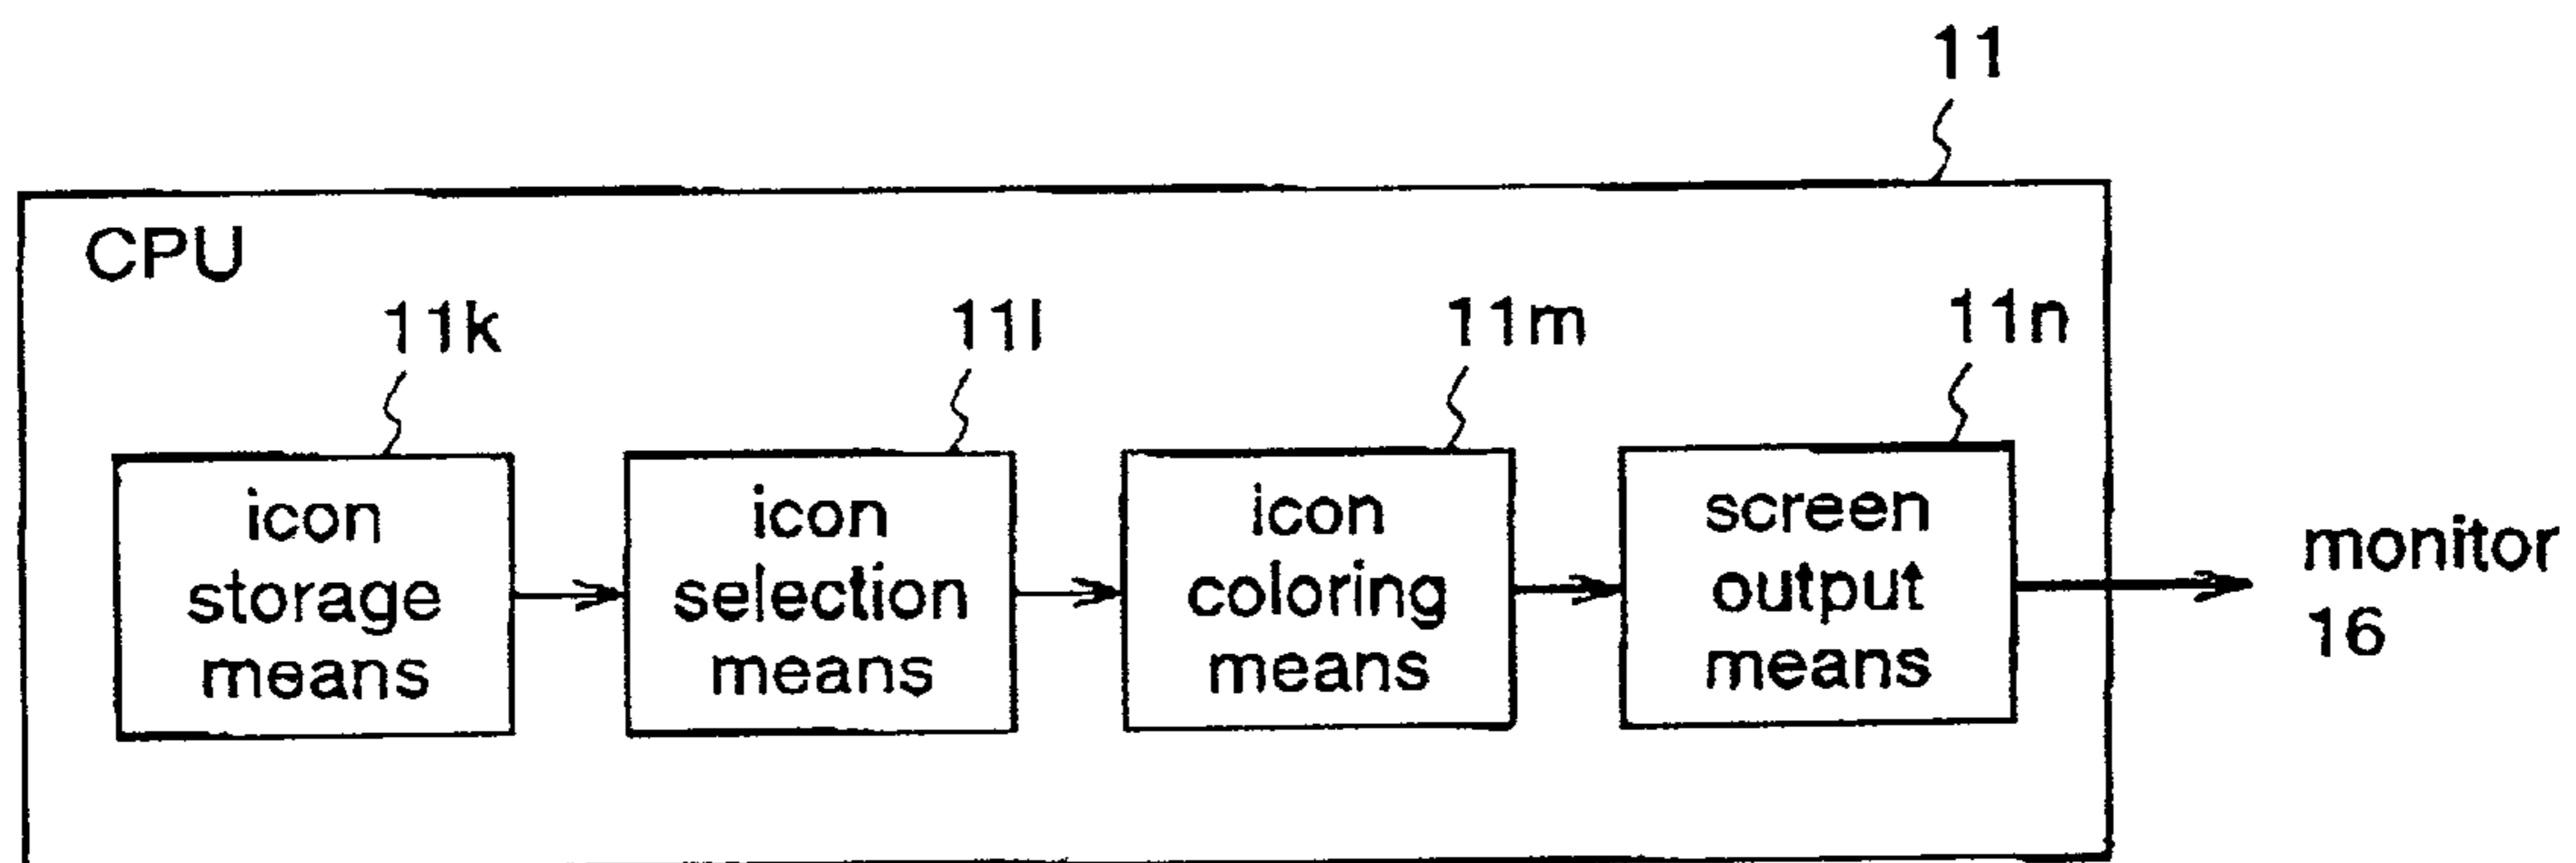 11
CPU
11k
11l
11m
11n
icon
storage
means
icon
selection
means
icon
coloring
means
screen
output
means
monitor
16